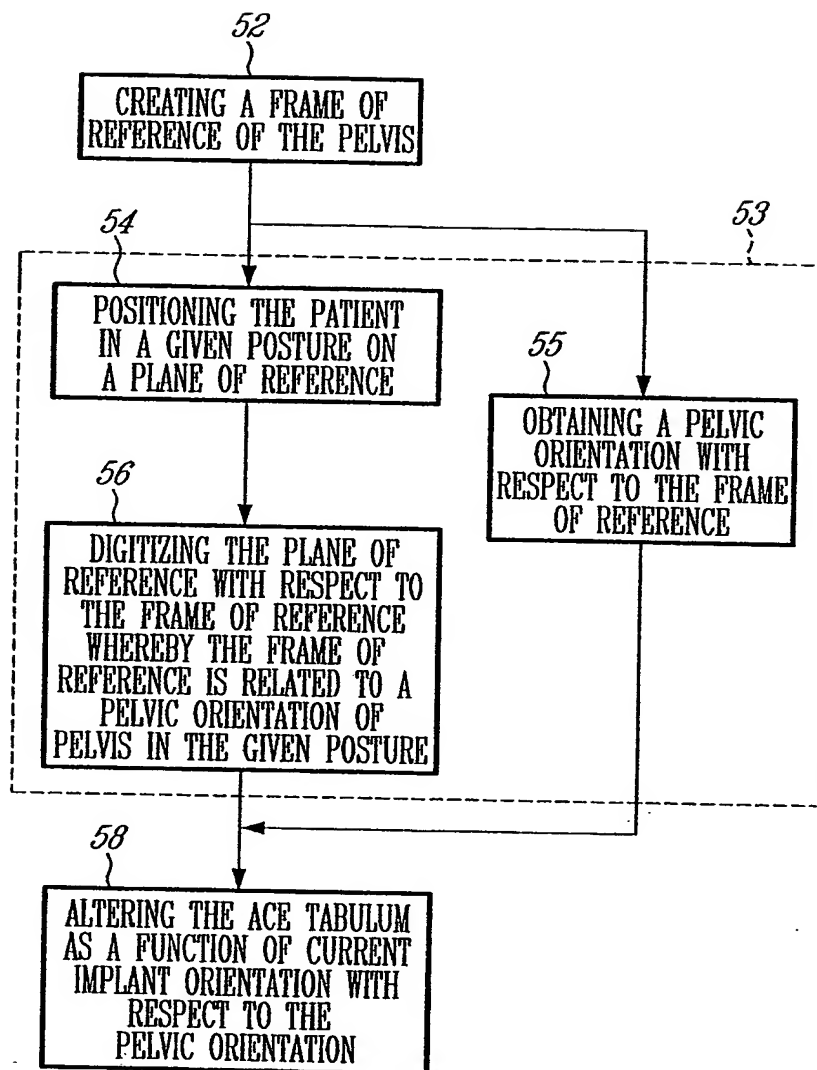 52
CREATING A FRAME OF
REFERENCE OF THE PELVIS
53
54
POSITIONING THE PATIENT
IN A GIVEN POSTURE ON
A PLANE OF REFERENCE
55
OBTAINING A PELVIC
ORIENTATION WITH
RESPECT TO THE FRAME
OF REFERENCE
56
DIGITIZING THE PLANE OF
REFERENCE WITH RESPECT TO
THE FRAME OF REFERENCE
WHEREBY THE FRAME OF
REFERENCE IS RELATED TO A
PELVIC ORIENTATION OF
PELVIS IN THE GIVEN POSTURE
58
ALTERING THE ACE TABULUM
AS A FUNCTION OF CURRENT
IMPLANT ORIENTATION WITH
RESPECT TO THE
PELVIC ORIENTATION